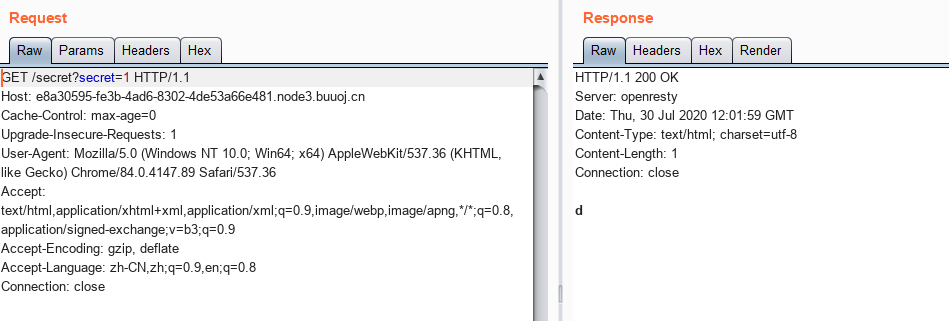 Request
Raw Params Headers Hex
GET /secret?secret=1 HTTP/1.1
Host: e8a30595-fe3b-4ad6-8302-4de53a66e481.node3.buuoj.cn
Cache-Control: max-age=0
Upgrade-Insecure-Requests: 1
User-Agent: Mozilla/5.0 (Windows NT 10.0; Win64; x64) AppleWebKit/537.36 (KHTML,
like Gecko) Chrome/84.0.4147.89 Safari/537.36
Accept:
text/html,application/xhtml+xml,application/xml;q=0.9,image/webp,image/apng,*/*;q=0.8,
application/signed-exchange;v=b3;q=0.9
Accept-Encoding: gzip, deflate
Accept-Language: zh-CN,zh;q=0.9,en;q=0.8
Connection: close
Response
Raw Headers Hex Render
HTTP/1.1 200 OK
Server: openresty
Date: Thu, 30 Jul 2020 12:01:59 GMT
Content-Type: text/html; charset=utf-8
Content-Length: 1
Connection: close
d